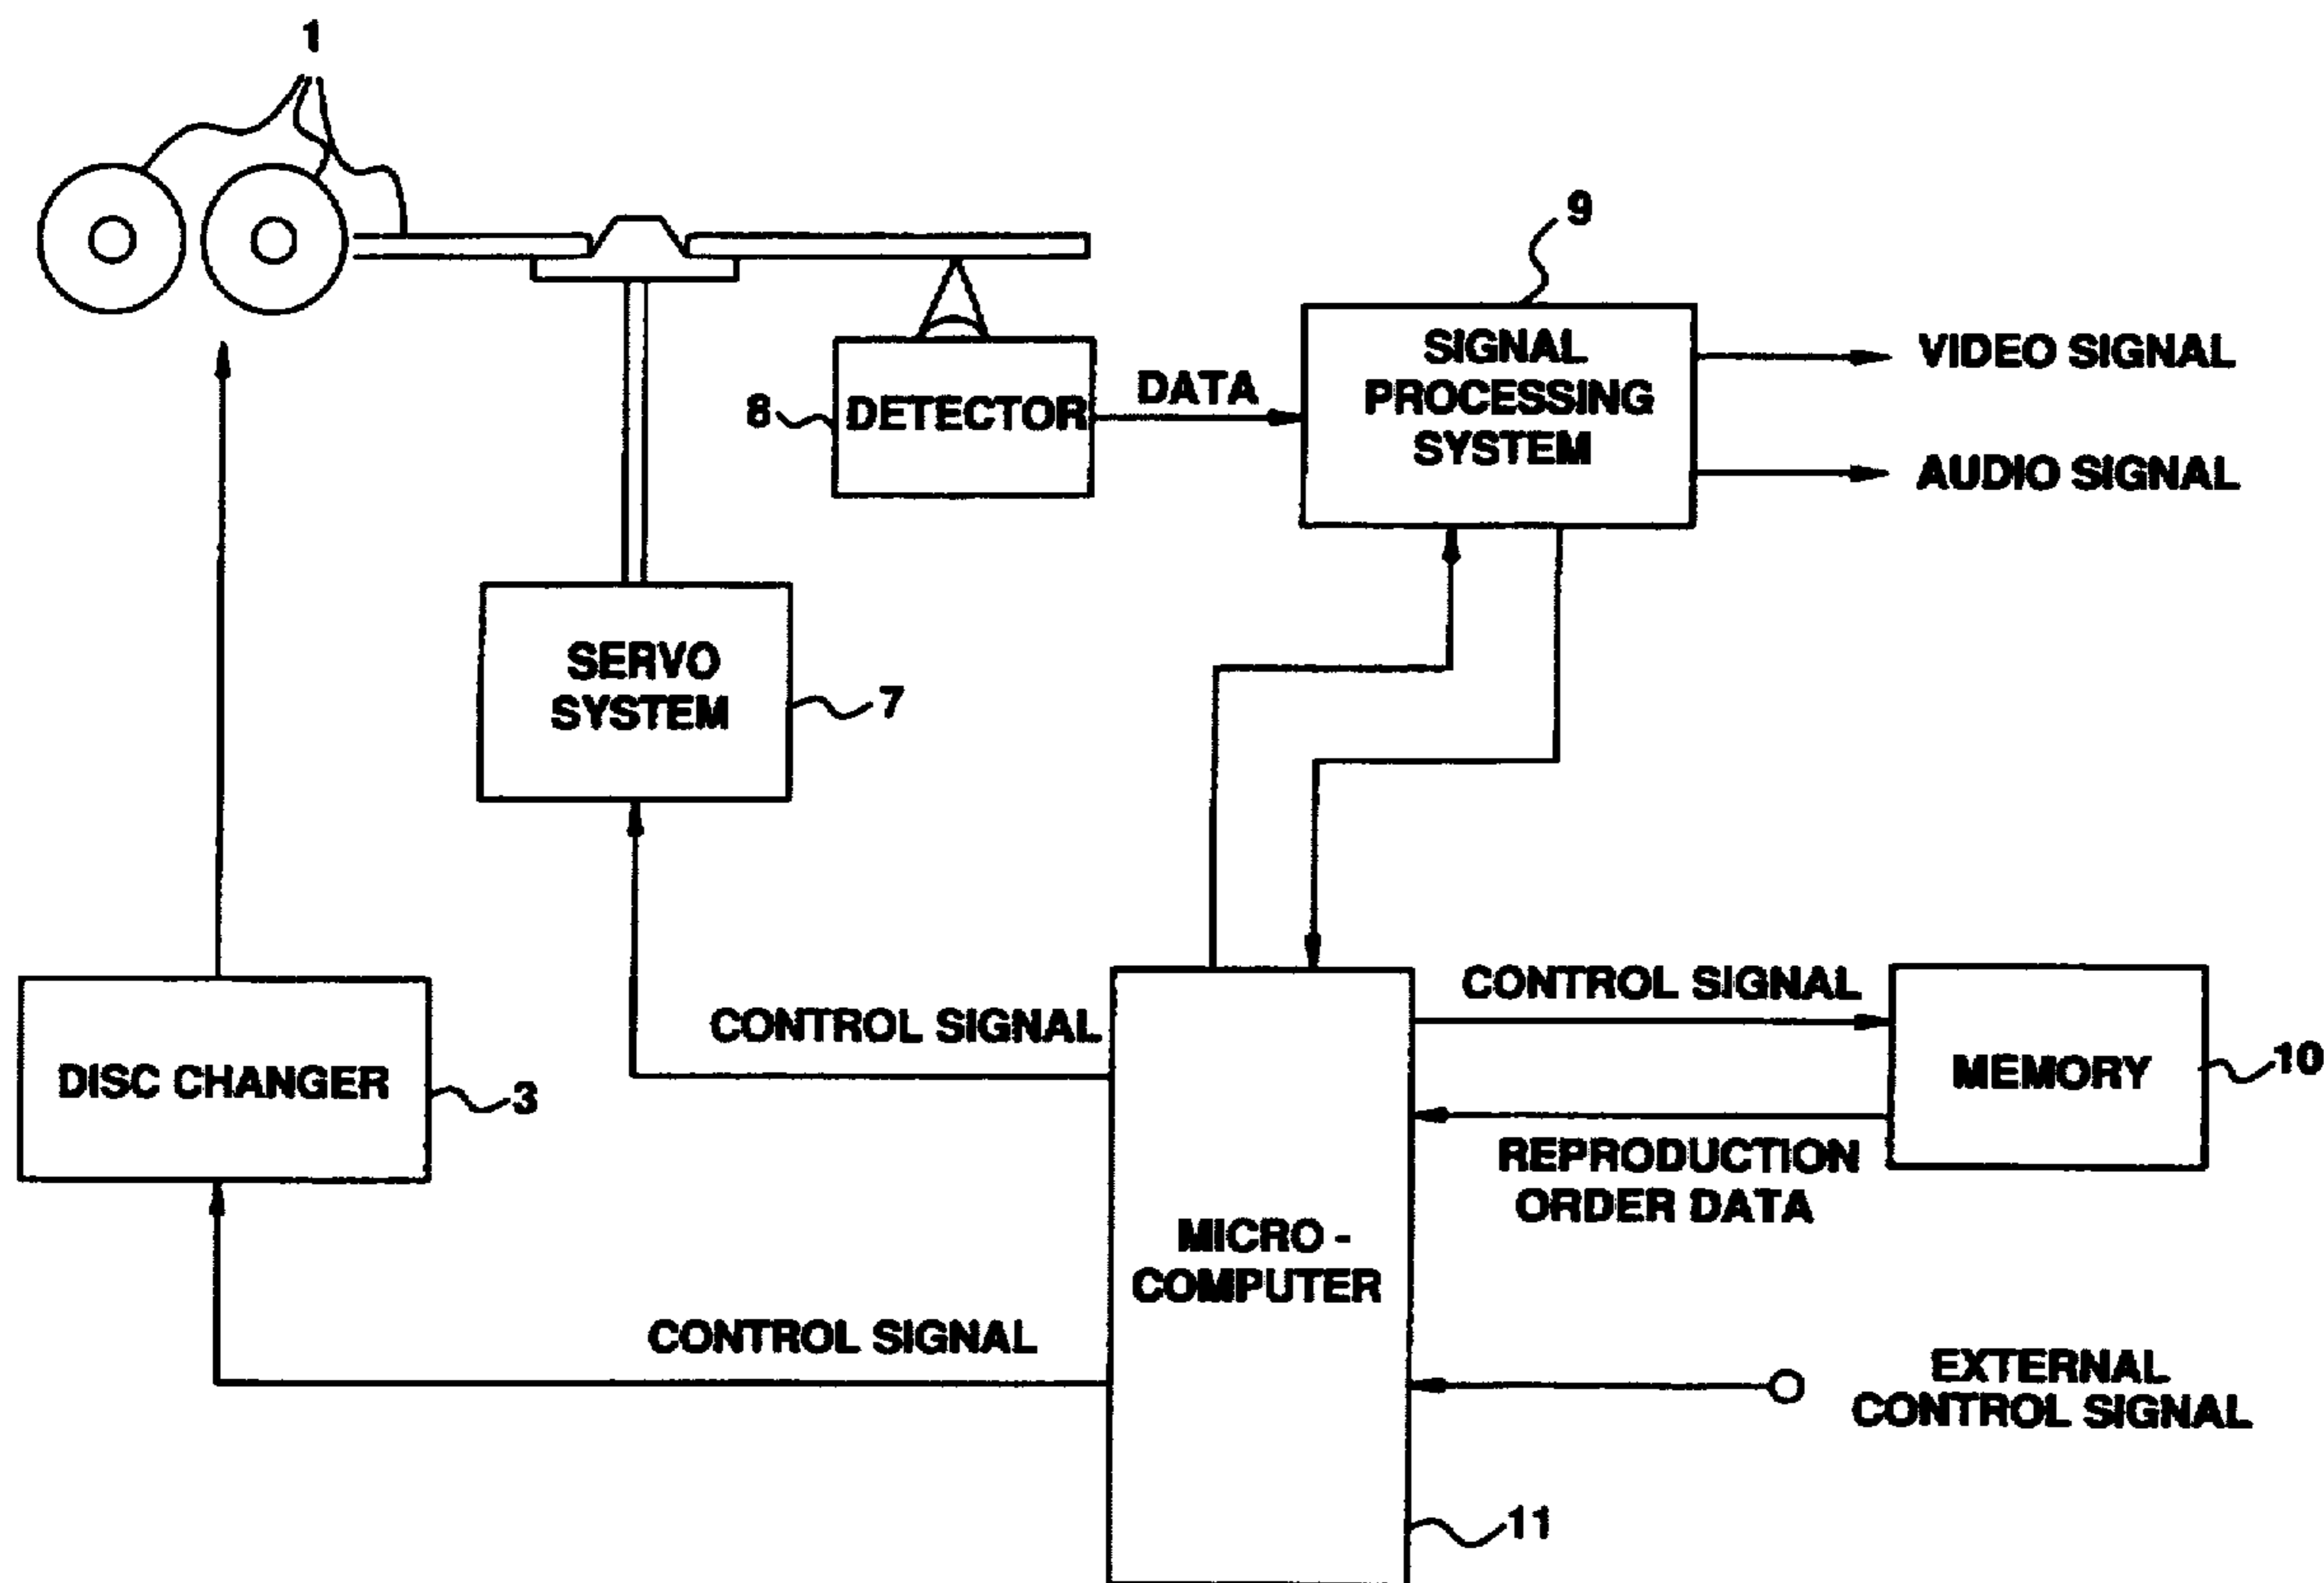 1
9
SIGNAL
PROCESSING
SYSTEM
VIDEO SIGNAL
AUDIO SIGNAL
8
DETECTOR
DATA
SERVO
SYSTEM
7
CONTROL SIGNAL
CONTROL SIGNAL
MEMORY
10
DISC CHANGER
3
REPRODUCTION
ORDER DATA
MICRO -
COMPUTER
CONTROL SIGNAL
EXTERNAL
CONTROL SIGNAL
11